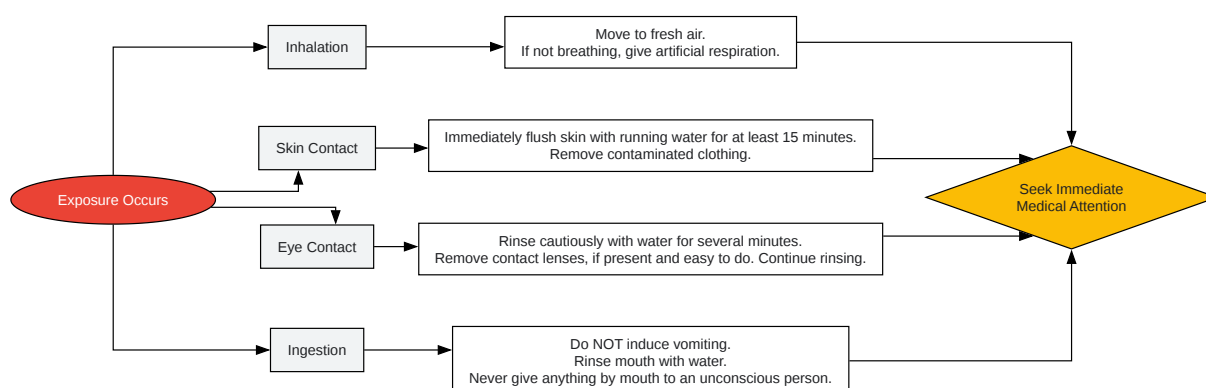 Inhalation
Move to fresh air.
If not breathing, give artificial respiration.
Skin Contact
Immediately flush skin with running water for at least 15 minutes.
Remove contaminated clothing.
Exposure Occurs
Seek Immediate
Medical Attention
Eye Contact
Rinse cautiously with water for several minutes.
Remove contact lenses, if present and easy to do. Continue rinsing.
Ingestion
Do NOT induce vomiting.
Rinse mouth with water.
Never give anything by mouth to an unconscious person.